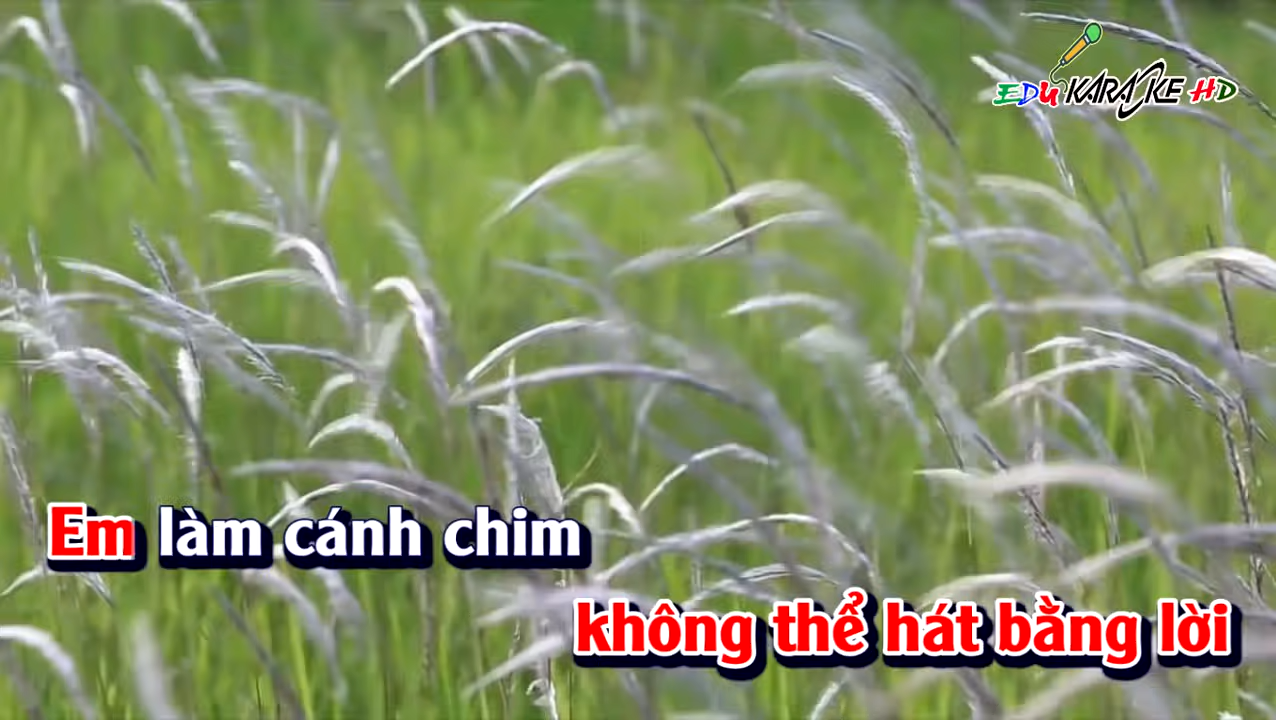 EDU KARAOKE HD
Em làm cánh chim
không thể hát bằng lời